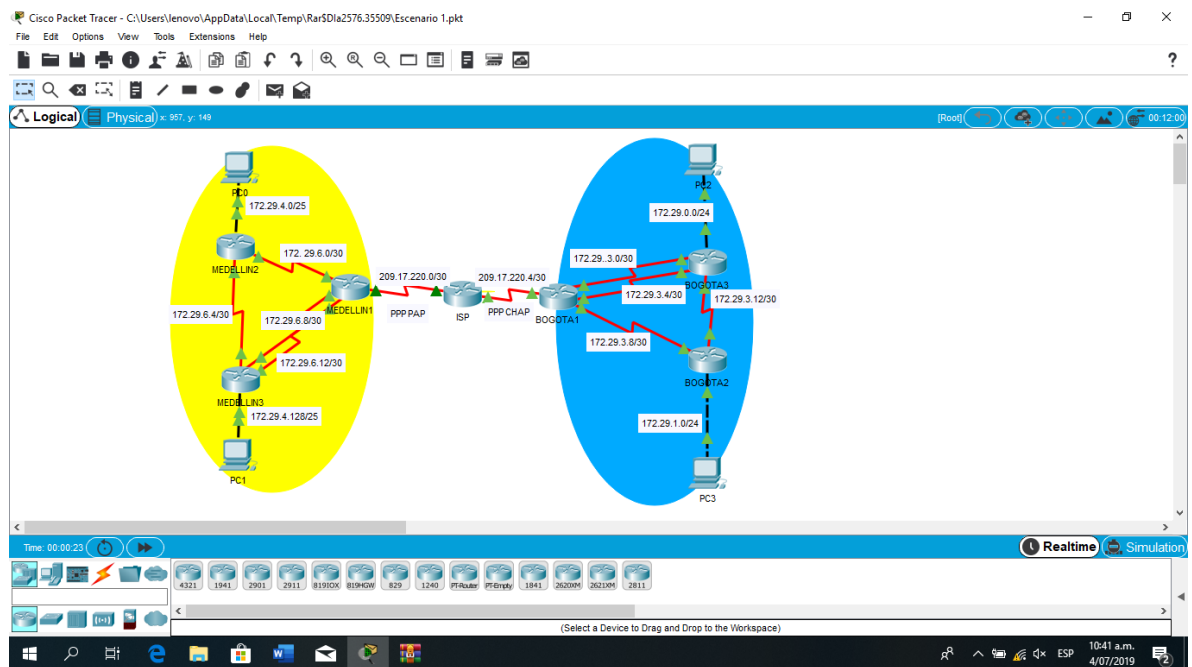 Cisco Packet Tracer - C:\Users\lenovo\AppData\Local\Temp\Rar$DIa2576.35509\Escenario 1.pkt
File Edit Options View Tools Extensions Help
?
Logical Physical x: 957, y: 149 [Root] 00:12:00
PC0
172.29.4.0/25
MEDELLIN2
172. 29.6.0/30
MEDELLIN1
172.29.6.4/30
172.29.6.8/30
172.29.6.12/30
MEDELLIN3
172.29.4.128/25
PC1
209.17.220.0/30
PPP PAP
ISP
209.17.220.4/30
PPP CHAP
BOGOTA1
PC2
172.29.0.0/24
172.29..3.0/30
BOGOTA3
172.29.3.4/30
172.29.3.12/30
172.29.3.8/30
BOGOTA2
172.29.1.0/24
PC3
Time: 00:00:23 Realtime Simulation
4321 1941 2901 2911 819IOX 819HGW 829 1240 PT-Router PT-Empty 1841 2620XM 2621XM 2811
(Select a Device to Drag and Drop to the Workspace)
ESP
10:41 a.m.
4/07/2019
2